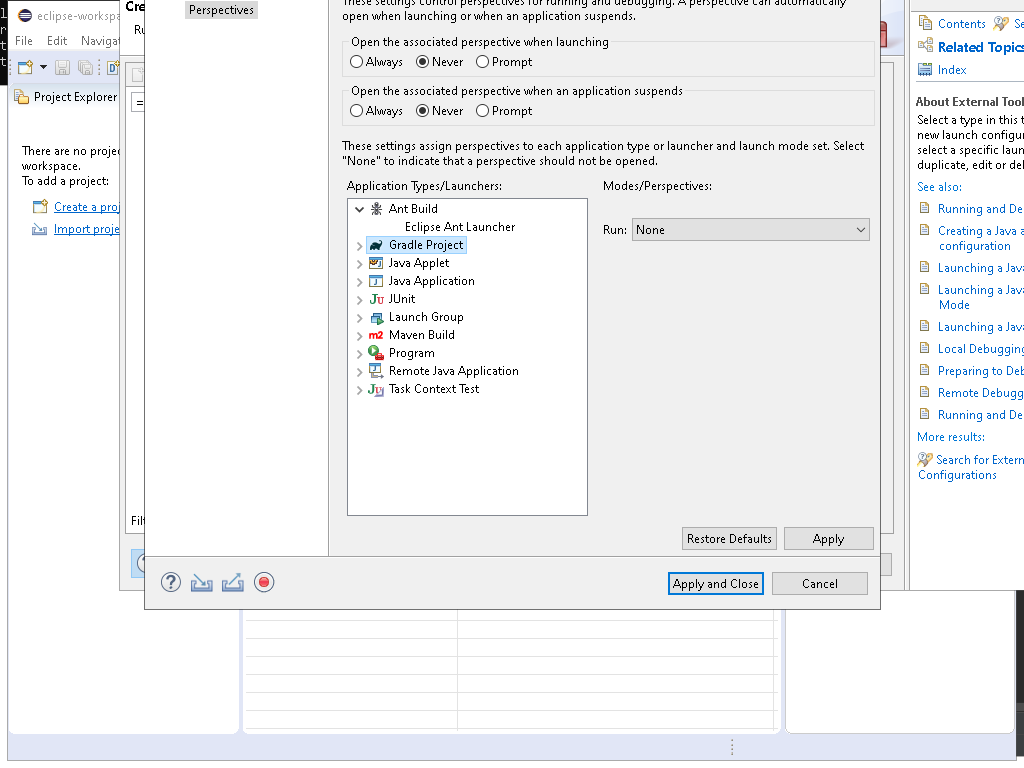 eclipse-workspa
File Edit Navigat
Project Explorer
There are no proje
workspace.
To add a project:
Create a proj
Import proje
Cre
Ru
Filt
Perspectives
These settings control perspectives for running and debugging. A perspective can automatically
open when launching or when an application suspends.
Open the associated perspective when launching
Always Never Prompt
Open the associated perspective when an application suspends
Always Never Prompt
These settings assign perspectives to each application type or launcher and launch mode set. Select
"None" to indicate that a perspective should not be opened.
Application Types/Launchers:
Modes/Perspectives:
Ant Build
Eclipse Ant Launcher
Gradle Project
Java Applet
Java Application
JUnit
Launch Group
Maven Build
Program
Remote Java Application
Task Context Test
Run: None
Restore Defaults Apply
Apply and Close Cancel
Contents Se
Related Topics
Index
About External Tool
Select a type in this t
new launch configur
select a specific laun
duplicate, edit or del
See also:
Running and De
Creating a Java a
configuration
Launching a Java
Launching a Java
Mode
Launching a Java
Local Debugging
Preparing to Deb
Remote Debugg
Running and De
More results:
Search for Extern
Configurations